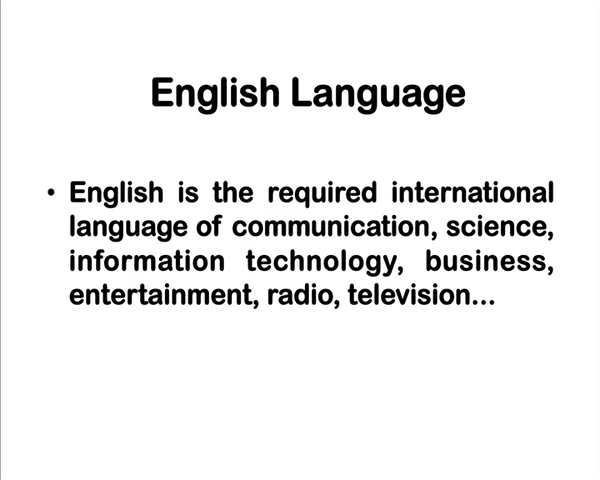 English Language
• English is the required international
language of communication, science,
information technology, business,
entertainment, radio, television...